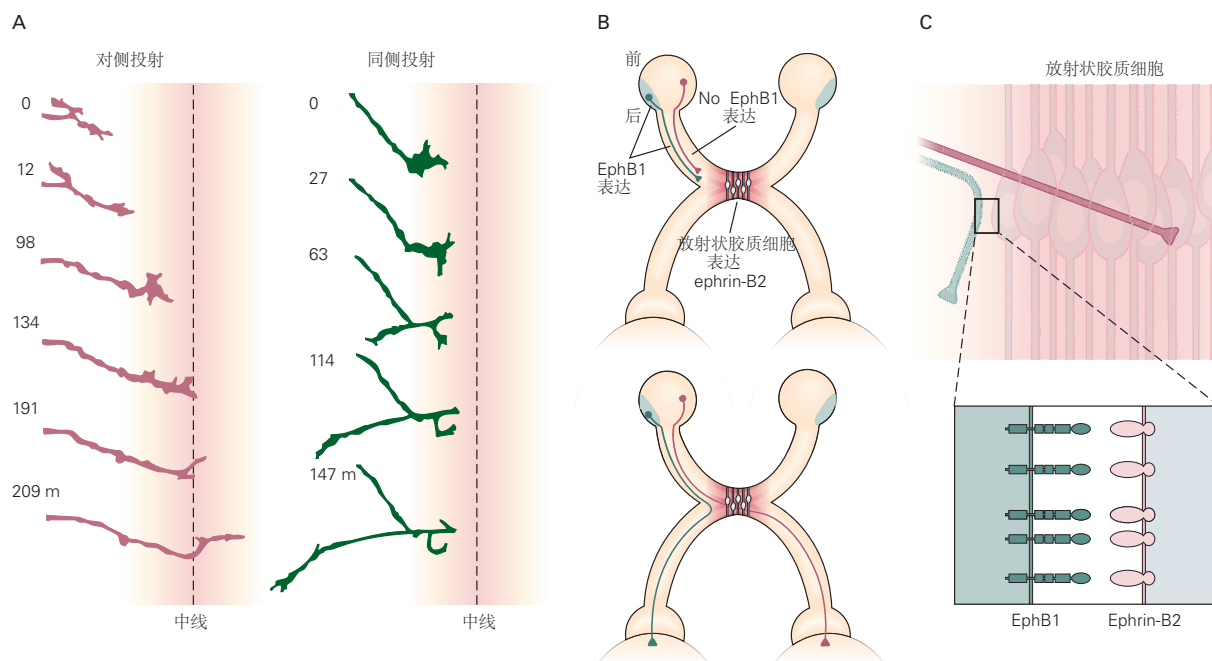 A
对侧投射
0
12
98
134
191
209 m
中线
同侧投射
0
27
63
114
147 m
中线
B
前
后
No EphB1
表达
EphB1
表达
放射状胶质细胞
表达
ephrin-B2
C
放射状胶质细胞
EphB1
Ephrin-B2